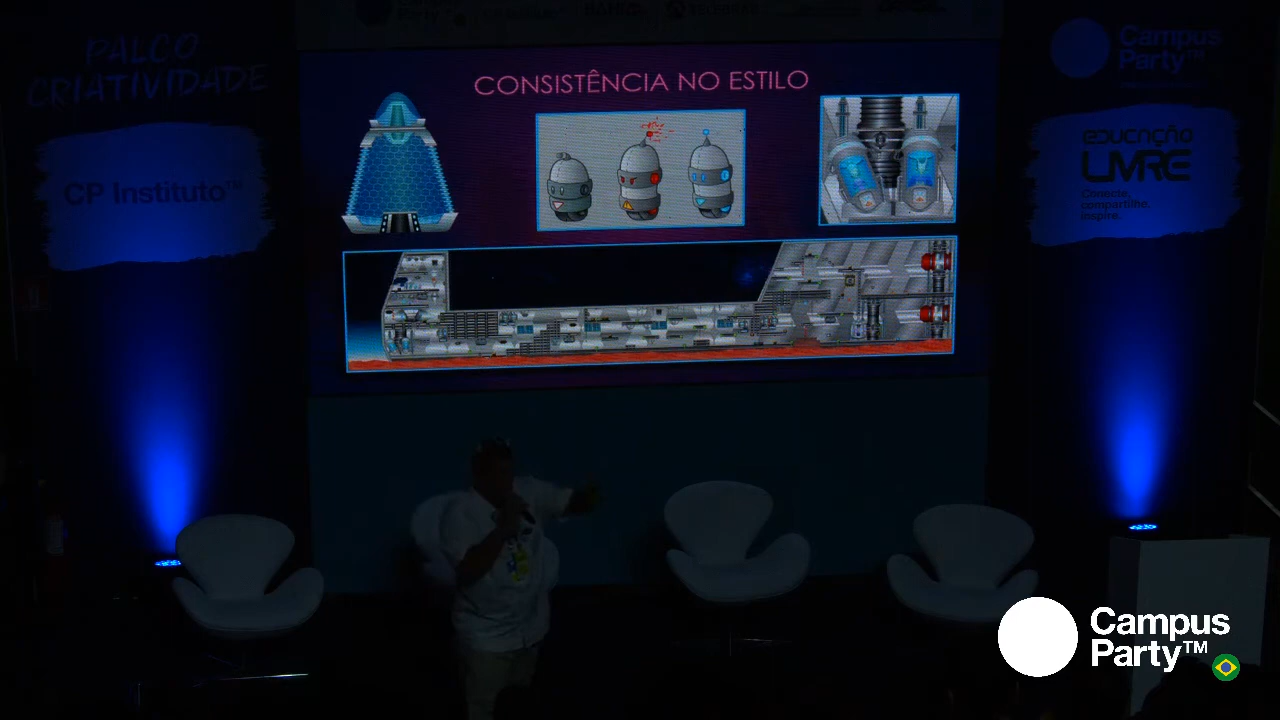 PALCO
CRIATIVIDADE
CP Instituto™
CONSISTÊNCIA NO ESTILO
Campus
Party™
EDUCAÇÃO
LIVRE
Conecte,
compartilhe,
inspire.
Campus
Party™